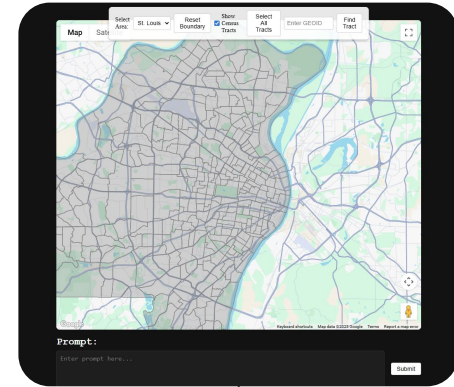 Select Area:
St. Louis
Reset Boundary
Show Census Tracts
Select All Tracts
Enter GEOID
Find Tract
Map
Sate
Google
Keyboard shortcuts
Map data ©2025 Google
Terms
Report a map error
Prompt:
Enter prompt here...
Submit